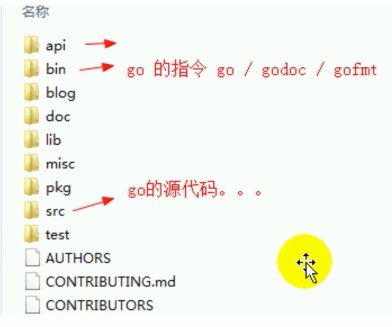 名称
api
bin go 的指令 go / godoc / gofmt
blog
doc
lib
misc
pkg
src go的源代码。。。
test
AUTHORS
CONTRIBUTING.md
CONTRIBUTORS